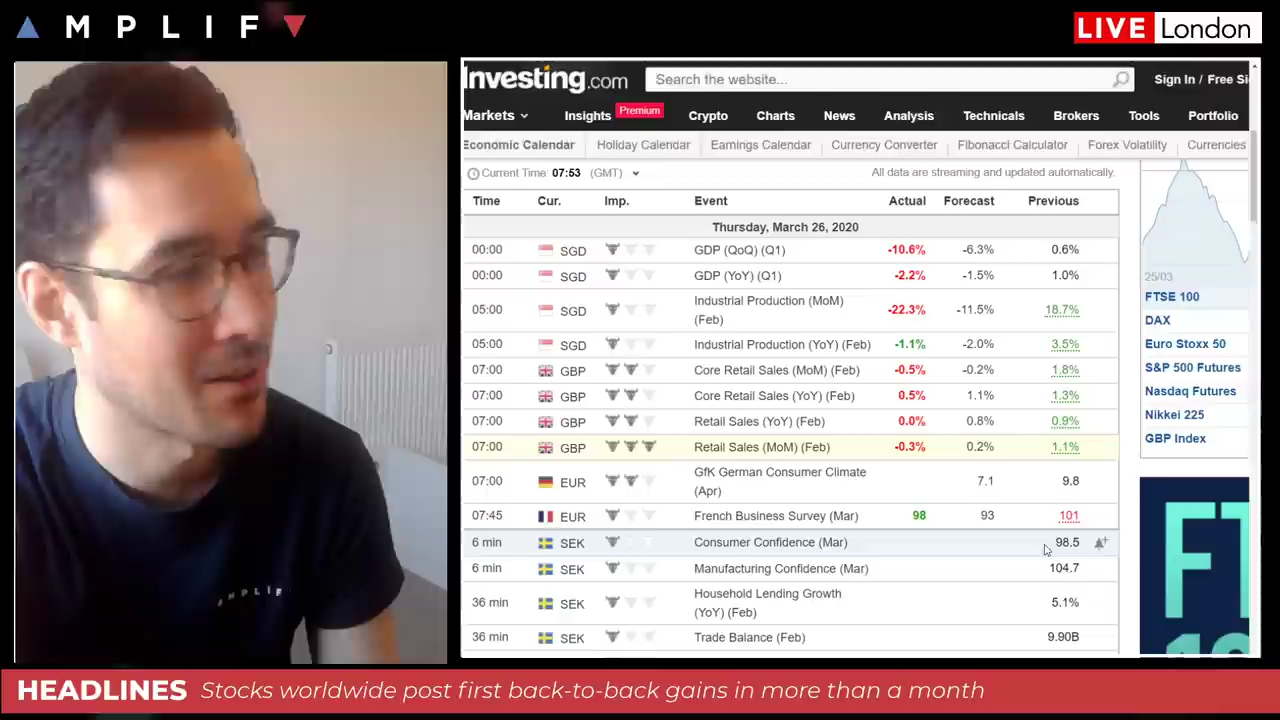 ▲ M P L I F ▼
LIVE London
Investing.com
Search the website...
Sign In / Free Si
Markets
Insights
Premium
Crypto
Charts
News
Analysis
Technicals
Brokers
Tools
Portfolio
Economic Calendar
Holiday Calendar
Earnings Calendar
Currency Converter
Fibonacci Calculator
Forex Volatility
Currencies
Current Time: 07:53 (GMT)
All data are streaming and updated automatically.
Time Cur. Imp. Event Actual Forecast Previous
Thursday, March 26, 2020
00:00 SGD GDP (QoQ) (Q1) -10.6% -6.3% 0.6%
00:00 SGD GDP (YoY) (Q1) -2.2% -1.5% 1.0%
05:00 SGD Industrial Production (MoM) (Feb) -22.3% -11.5% 18.7%
05:00 SGD Industrial Production (YoY) (Feb) -1.1% -2.0% 3.5%
07:00 GBP Core Retail Sales (MoM) (Feb) -0.5% -0.2% 1.8%
07:00 GBP Core Retail Sales (YoY) (Feb) 0.5% 1.1% 1.3%
07:00 GBP Retail Sales (YoY) (Feb) 0.0% 0.8% 0.9%
07:00 GBP Retail Sales (MoM) (Feb) -0.3% 0.2% 1.1%
07:00 EUR GfK German Consumer Climate (Apr) 7.1 9.8
07:45 EUR French Business Survey (Mar) 98 93 101
6 min SEK Consumer Confidence (Mar) 98.5
6 min SEK Manufacturing Confidence (Mar) 104.7
36 min SEK Household Lending Growth (YoY) (Feb) 5.1%
36 min SEK Trade Balance (Feb) 9.90B
25/03
FTSE 100
DAX
Euro Stoxx 50
S&P 500 Futures
Nasdaq Futures
Nikkei 225
GBP Index
FT
MPLIF
HEADLINES Stocks worldwide post first back-to-back gains in more than a month